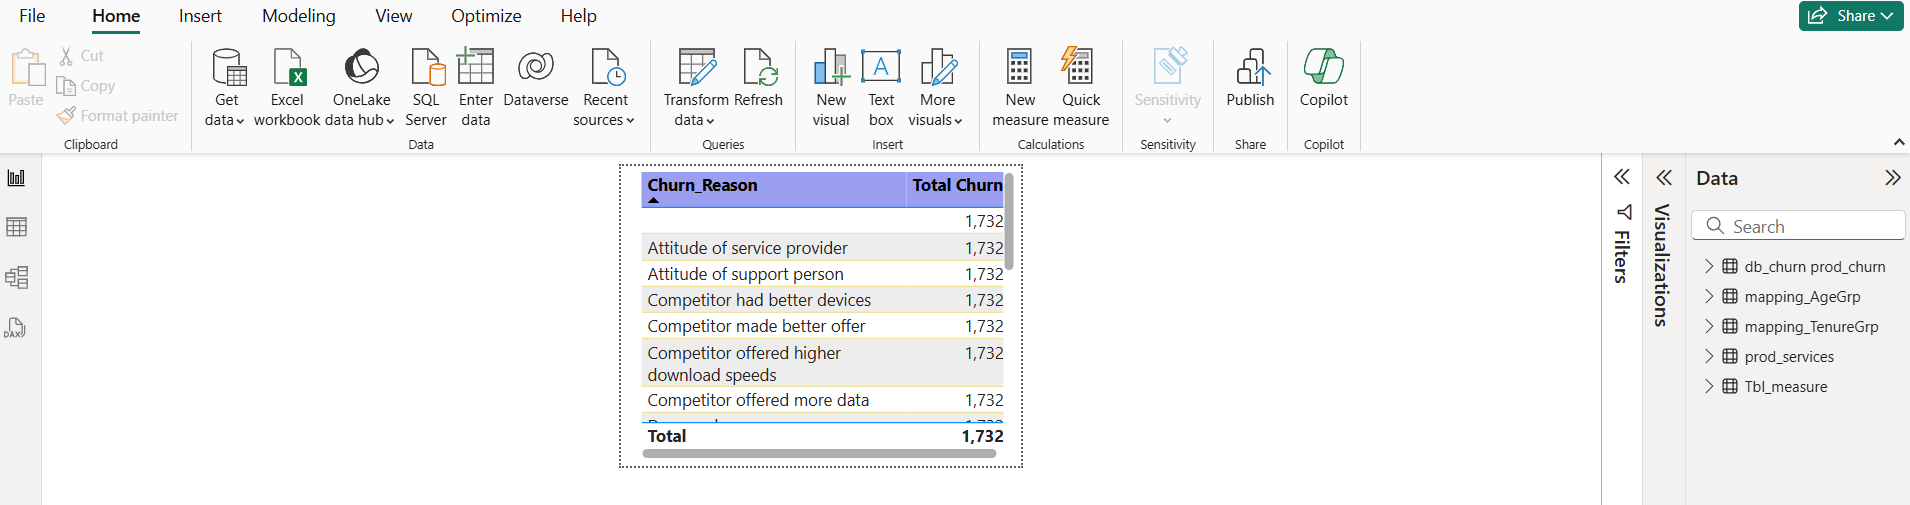 File Home Insert Modeling View Optimize Help
Share
Paste
Cut
Copy
Format painter
Clipboard
Get data
Excel workbook
OneLake data hub
SQL Server
Enter data
Dataverse
Recent sources
Data
Transform data
Refresh
Queries
New visual
Text box
More visuals
Insert
New measure
Quick measure
Calculations
Sensitivity
Sensitivity
Publish
Share
Copilot
Copilot
DAX
Churn_Reason Total Churn
1,732
Attitude of service provider 1,732
Attitude of support person 1,732
Competitor had better devices 1,732
Competitor made better offer 1,732
Competitor offered higher 1,732
download speeds
Competitor offered more data 1,732
Total 1,732
Filters
Visualizations
Data
Search
db_churn prod_churn
mapping_AgeGrp
mapping_TenureGrp
prod_services
Tbl_measure